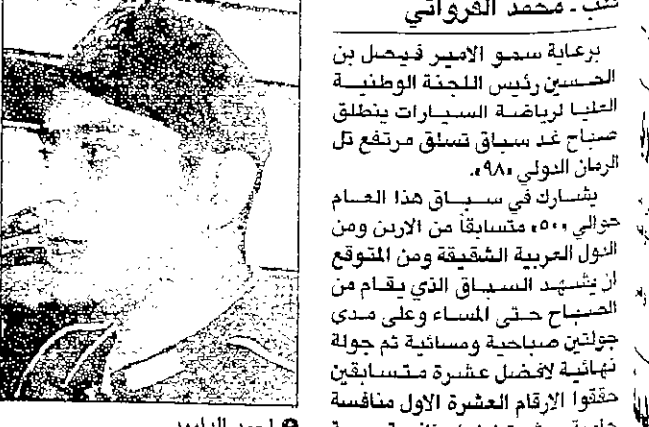 كتب - محمد الفرواتي
برعاية سمو الامير فيصل بن
الحسين رئيس اللجنة الوطنية
العليا لرياضة السيارات ينطلق
صباح غد سباق تسلق مرتفع تل
الرمان الدولي «٩٨».
يشارك في سباق هذا العام
حوالي «٥٠» متسابقاً من الاردن ومن
الدول العربية الشقيقة ومن المتوقع
ان يشهد السباق الذي يقام من
الصباح حتى المساء وعلى مدى
جولتين صباحية ومسائية ثم جولة
نهائية لافضل عشرة متسابقين
حققوا الارقام العشرة الاول منافسة
احمد الداود